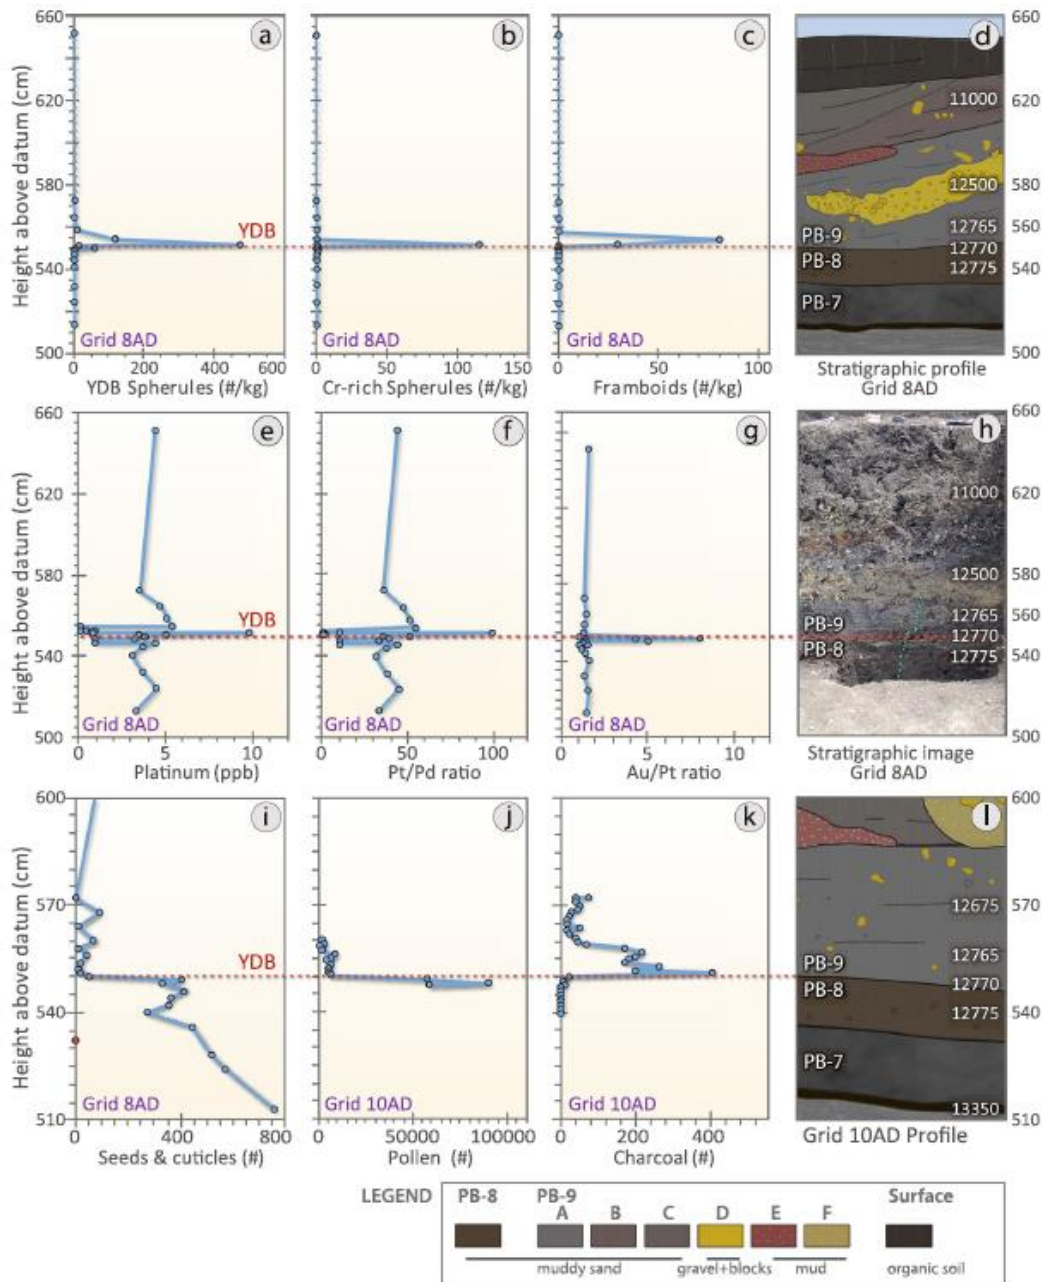 660
620
580
540
500
Height above datum (cm)
a
YDB
Grid 8AD
0 200 400 600
YDB Spherules (#/kg)
b
Grid 8AD
0 50 100 150
Cr-rich Spherules (#/kg)
c
Grid 8AD
0 50 100
Framboids (#/kg)
d
11000
12500
12765
PB-9
12770
PB-8
12775
PB-7
Stratigraphic profile
Grid 8AD
660
620
580
560
540
500
660
620
580
540
500
Height above datum (cm)
e
YDB
Grid 8AD
0 5 10
Platinum (ppb)
f
Grid 8AD
0 50 100
Pt/Pd ratio
g
Grid 8AD
0 5 10
Au/Pt ratio
h
11000
12500
12765
PB-9
12770
PB-8
12775
Stratigraphic image
Grid 8AD
660
620
580
560
540
500
600
570
540
510
Height above datum (cm)
i
YDB
Grid 8AD
0 400 800
Seeds & cuticles (#)
j
Grid 10AD
0 50000 100000
Pollen (#)
k
Grid 10AD
0 200 400
Charcoal (#)
l
12675
12765
PB-9
12770
PB-8
12775
PB-7
13350
Grid 10AD Profile
600
570
540
510
LEGEND PB-8 PB-9 Surface
A B C D E F
muddy sand gravel+blocks mud organic soil